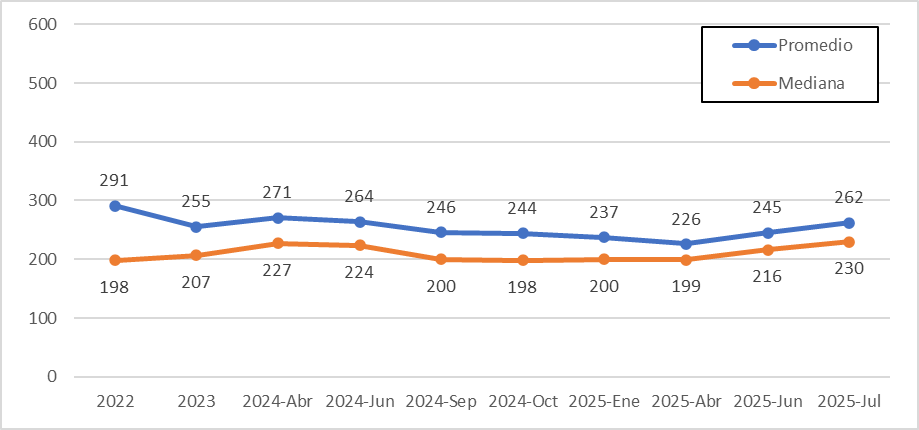 600
Promedio
Mediana
500
400
300
200
100
0
291 255 271 264 246 244 237 226 245 262
198 207 227 224 200 198 200 199 216 230
2022 2023 2024-Abr 2024-Jun 2024-Sep 2024-Oct 2025-Ene 2025-Abr 2025-Jun 2025-Jul